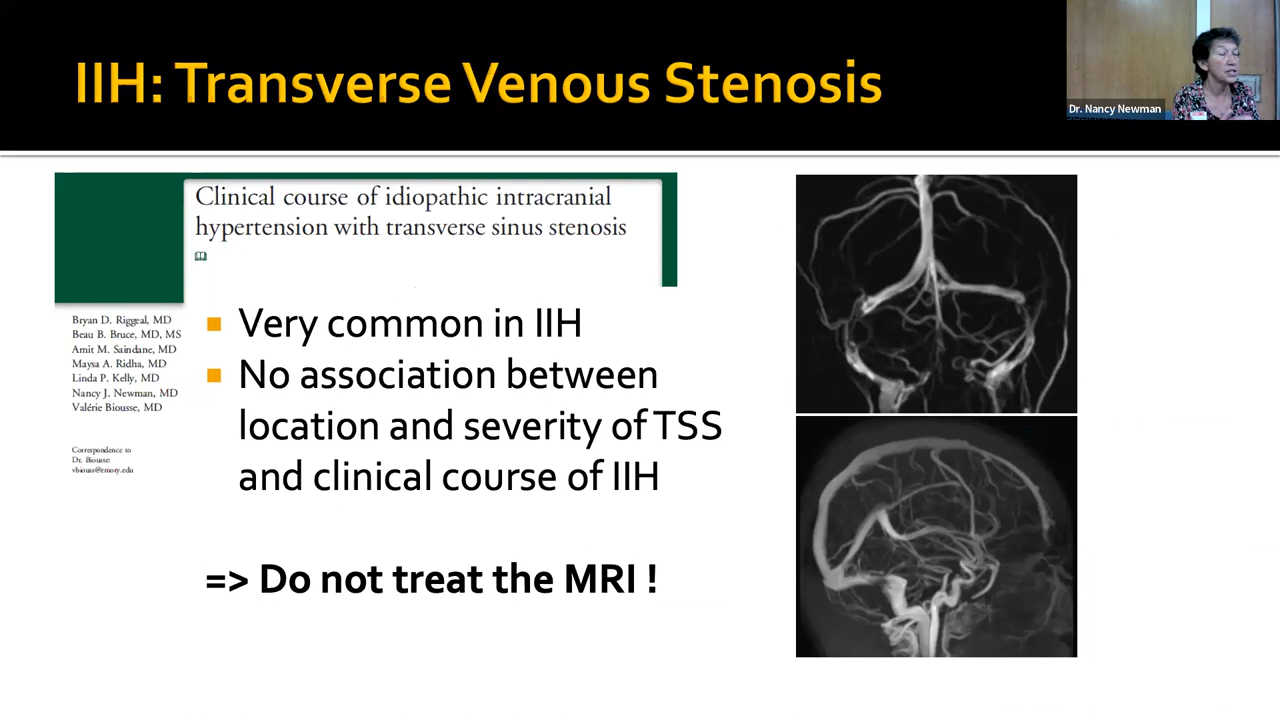 IIH: Transverse Venous Stenosis
Dr. Nancy Newman
Clinical course of idiopathic intracranial
hypertension with transverse sinus stenosis
Bryan D. Riggeal, MD
Beau B. Bruce, MD, MS
Amit M. Saindane, MD
Maysa A. Ridha, MD
Linda P. Kelly, MD
Nancy J. Newman, MD
Valérie Biousse, MD
Correspondence to
Dr. Biousse:
vbiouss@emory.edu
Very common in IIH
No association between
location and severity of TSS
and clinical course of IIH
=> Do not treat the MRI !